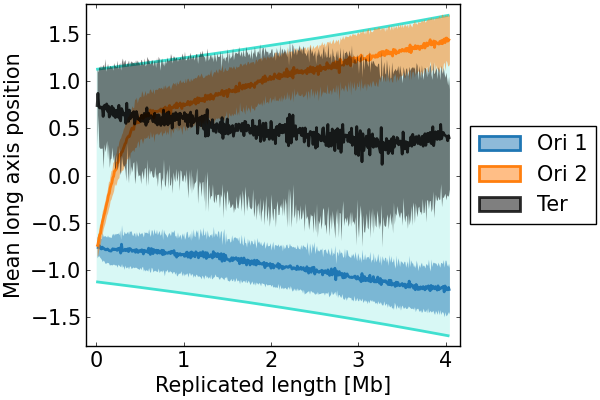 Mean long axis position
1.5
1.0
0.5
0.0
−0.5
−1.0
−1.5
0
1
2
3
4
Replicated length [Mb]
Ori 1
Ori 2
Ter